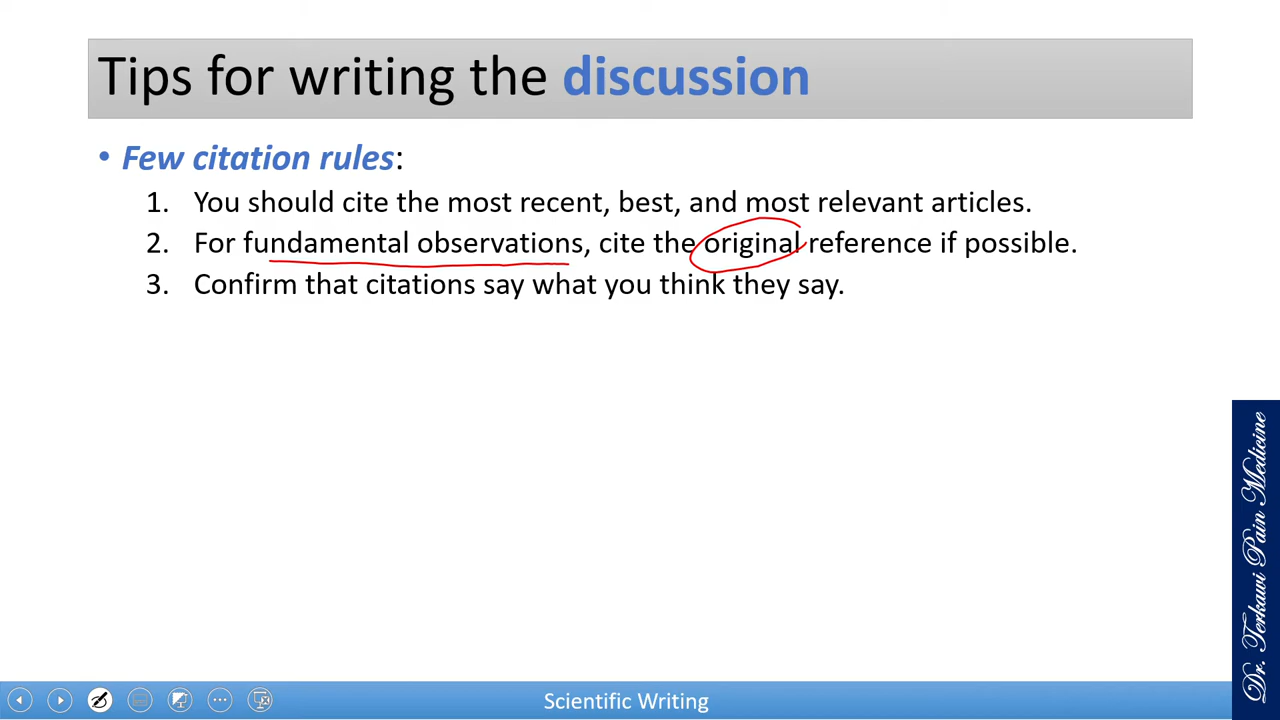 Tips for writing the discussion
• Few citation rules:
1. You should cite the most recent, best, and most relevant articles.
2. For fundamental observations, cite the original reference if possible.
3. Confirm that citations say what you think they say.
Dr. Terkawi Pain Medicine
Scientific Writing